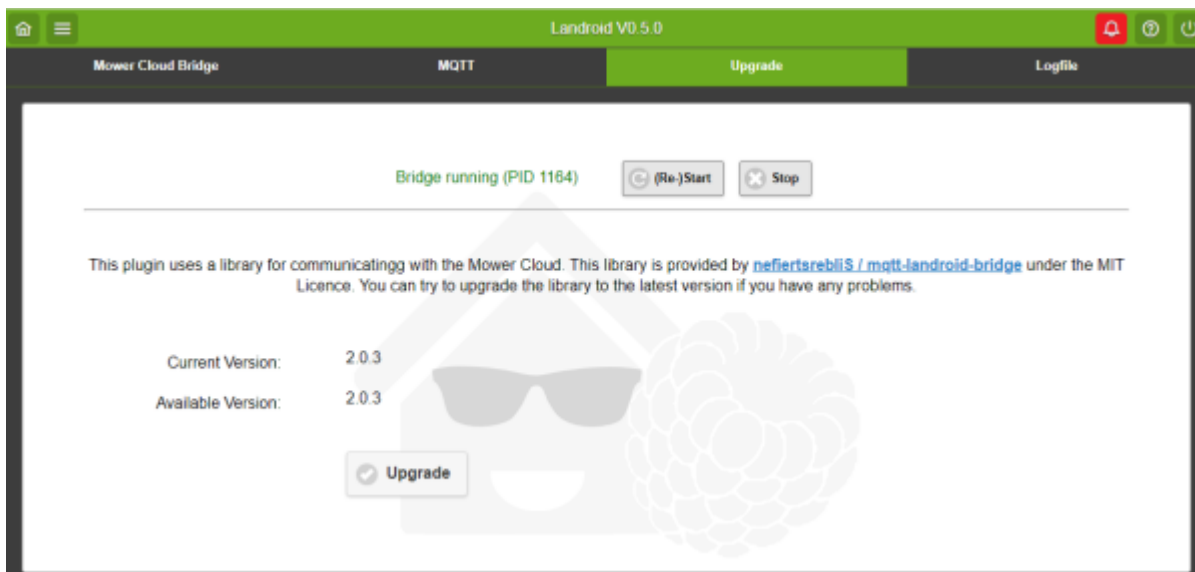 Landroid V0.5.0
Mower Cloud Bridge MQTT Upgrade Logfile
Bridge running (PID 1164) (Re-)Start Stop
This plugin uses a library for communicatingg with the Mower Cloud. This library is provided by nefiertsrebliS / mqtt-landroid-bridge under the MIT
Licence. You can try to upgrade the library to the latest version if you have any problems.
Current Version: 2.0.3
Available Version: 2.0.3
Upgrade